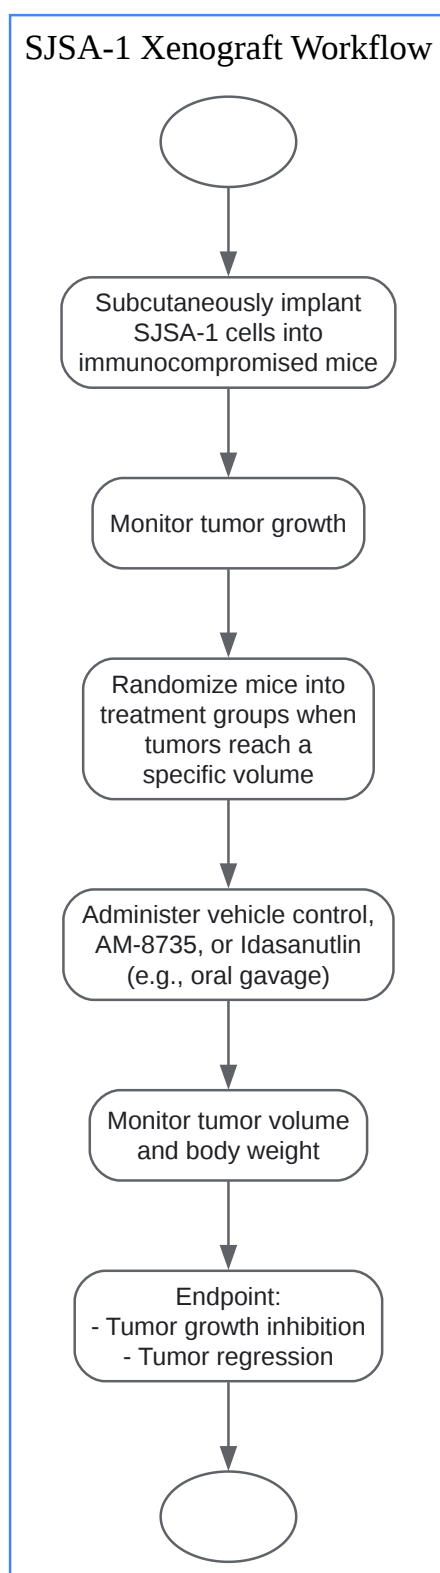 SJSA-1 Xenograft Workflow
Subcutaneously implant
SJSA-1 cells into
immunocompromised mice
Monitor tumor growth
Randomize mice into
treatment groups when
tumors reach a
specific volume
Administer vehicle control,
AM-8735, or Idasanutlin
(e.g., oral gavage)
Monitor tumor volume
and body weight
Endpoint:
- Tumor growth inhibition
- Tumor regression